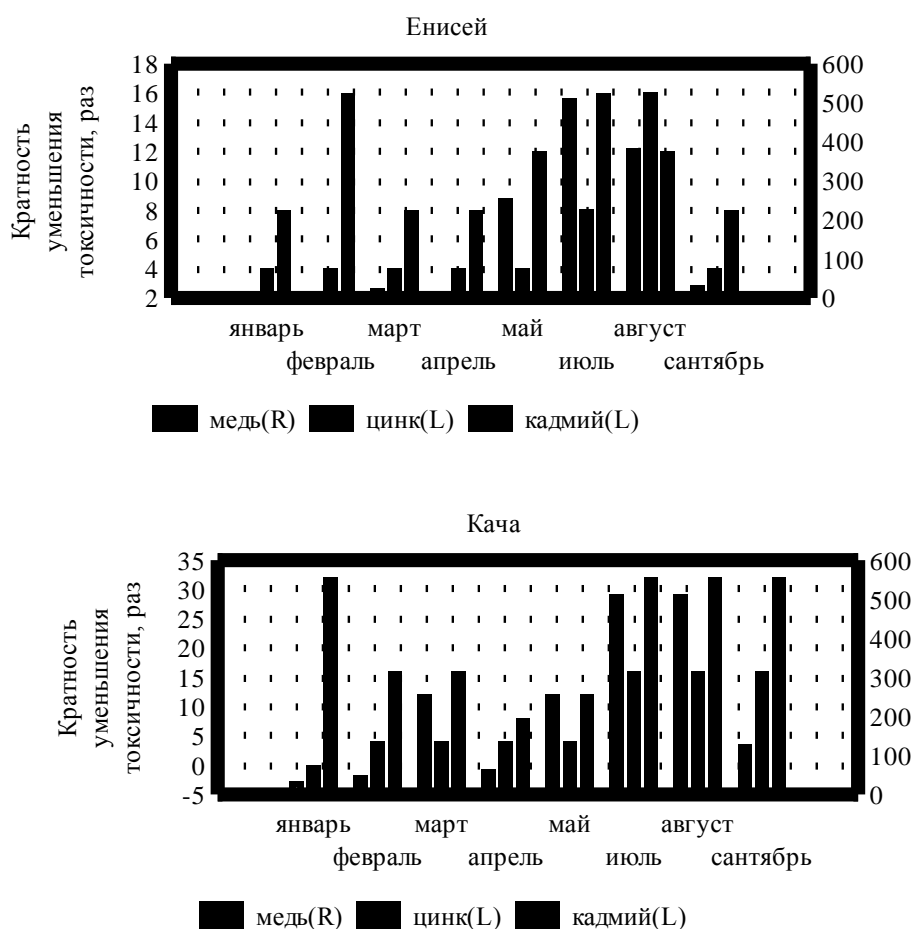 Енисей
Кратность
уменьшения
токсичности, раз
18
16
14
12
10
8
6
4
2
600
500
400
300
200
100
0
январь
март
май
август
февраль
апрель
июль
сантябрь
медь(R)
цинк(L)
кадмий(L)
Кача
Кратность
уменьшения
токсичности, раз
35
30
25
20
15
10
5
0
-5
600
500
400
300
200
100
0
январь
март
май
август
февраль
апрель
июль
сантябрь
медь(R)
цинк(L)
кадмий(L)